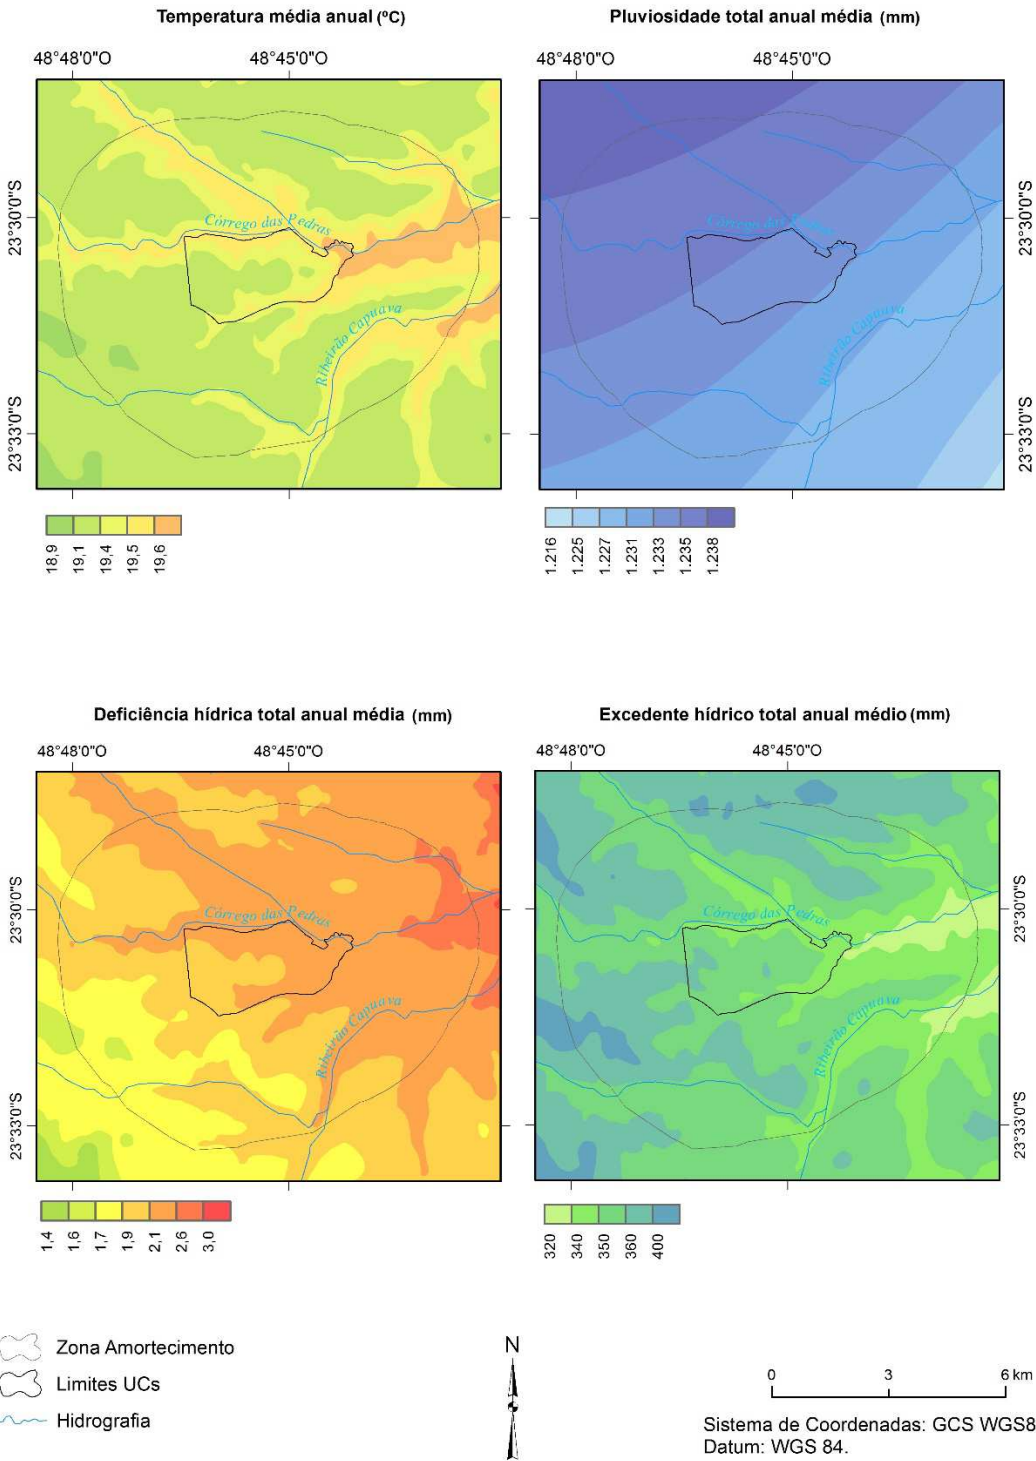 Temperatura média anual (ºC)
Pluviosidade total anual média (mm)
48°48'0"O
48°45'0"O
48°48'0"O
48°45'0"O
23°30'0"S
23°33'0"S
Córrego das Pedras
Ribeirão Capuava
Córrego das Pedras
Ribeirão Capuava
23°30'0"S
23°33'0"S
18,9
19,1
19,4
19,5
19,6
1.216
1.225
1.227
1.231
1.233
1.235
1.238
Deficiência hídrica total anual média (mm)
Excedente hídrico total anual médio (mm)
48°48'0"O
48°45'0"O
48°48'0"O
48°45'0"O
23°30'0"S
23°33'0"S
Córrego das Pedras
Ribeirão Capuava
Córrego das Pedras
Ribeirão Capuava
23°30'0"S
23°33'0"S
1,4
1,6
1,7
1,9
2,1
2,6
3,0
320
340
350
360
400
Zona Amortecimento
Limites UCs
Hidrografia
N
0 3 6 km
Sistema de Coordenadas: GCS WGS8
Datum: WGS 84.